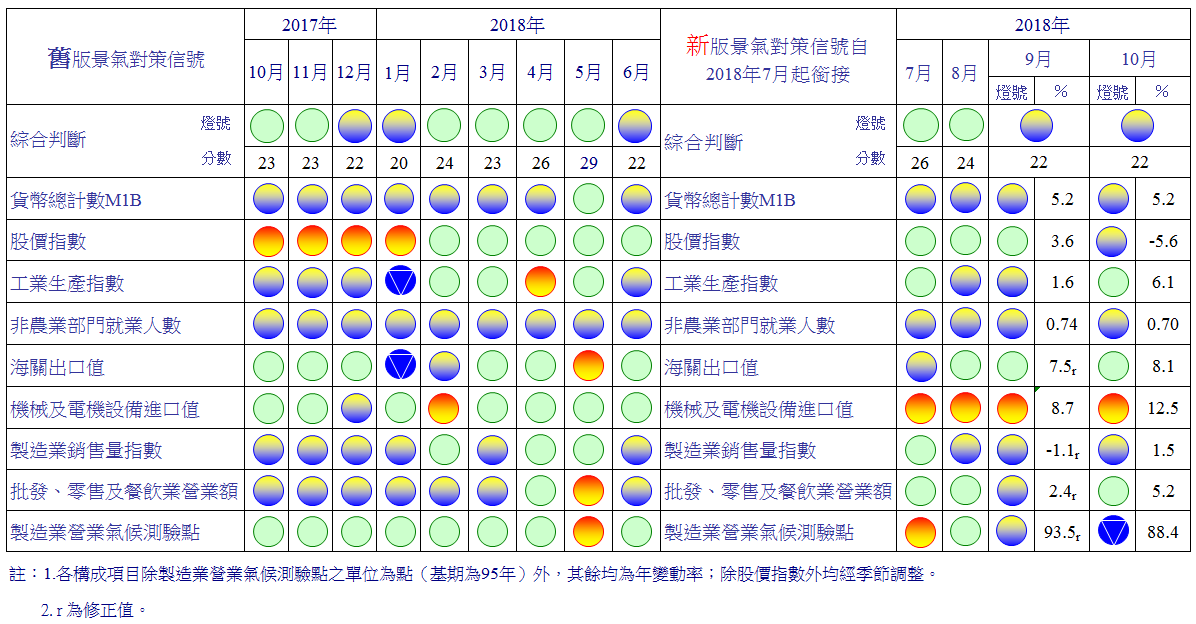 舊版景氣對策信號 2017年 2018年 新版景氣對策信號自2018年7月起銜接 2018年
10月 11月 12月 1月 2月 3月 4月 5月 6月 7月 8月 9月 10月
燈號 % 燈號 %
綜合判斷 燈號 綜合判斷 燈號
分數 23 23 22 20 24 23 26 29 22 分數 26 24 22 22
貨幣總計數M1B 貨幣總計數M1B 5.2 5.2
股價指數 股價指數 3.6 -5.6
工業生產指數 工業生產指數 1.6 6.1
非農業部門就業人數 非農業部門就業人數 0.74 0.70
海關出口值 海關出口值 7.5r 8.1
機械及電機設備進口值 機械及電機設備進口值 8.7 12.5
製造業銷售量指數 製造業銷售量指數 -1.1r 1.5
批發、零售及餐飲業營業額 批發、零售及餐飲業營業額 2.4r 5.2
製造業營業氣候測驗點 製造業營業氣候測驗點 93.5r 88.4
註：1.各構成項目除製造業營業氣候測驗點之單位為點（基期為95年）外，其餘均為年變動率；除股價指數外均經季節調整。
2. r 為修正值。